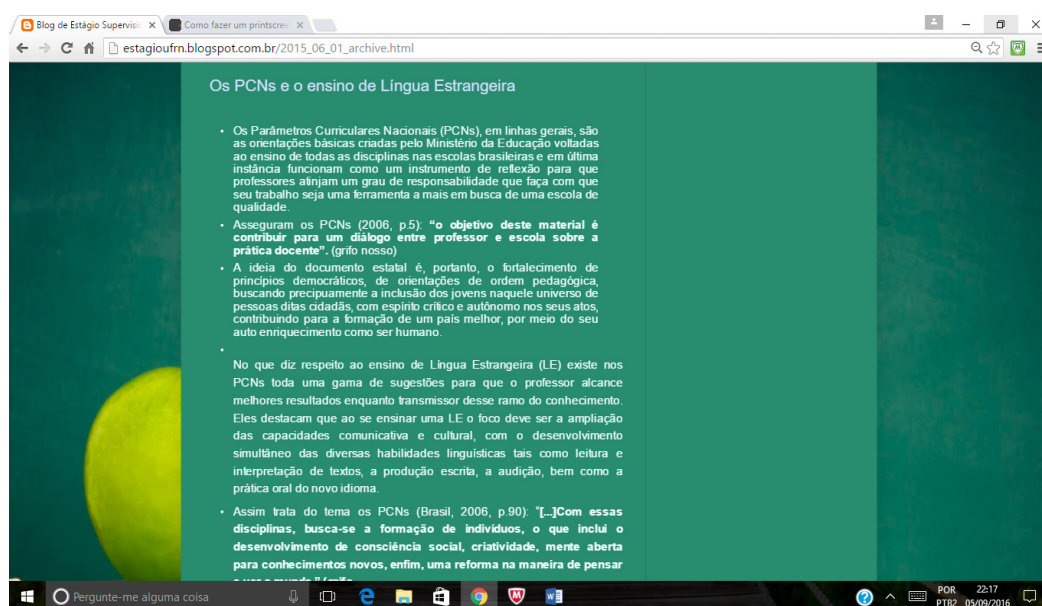 Blog de Estágio Supervisio
Como fazer um printscree
estagioufrn.blogspot.com.br/2015_06_01_archive.html
Os PCNs e o ensino de Língua Estrangeira
• Os Parâmetros Curriculares Nacionais (PCNs), em linhas gerais, são
as orientações básicas criadas pelo Ministério da Educação voltadas
ao ensino de todas as disciplinas nas escolas brasileiras e em última
instância funcionam como um instrumento de reflexão para que
professores atinjam um grau de responsabilidade que faça com que
seu trabalho seja uma ferramenta a mais em busca de uma escola de
qualidade.
• Asseguram os PCNs (2006, p.5): "o objetivo deste material é
contribuir para um diálogo entre professor e escola sobre a
prática docente". (grifo nosso)
• A ideia do documento estatal é, portanto, o fortalecimento de
princípios democráticos, de orientações de ordem pedagógica,
buscando precipuamente a inclusão dos jovens naquele universo de
pessoas ditas cidadãs, com espírito crítico e autônomo nos seus atos,
contribuindo para a formação de um país melhor, por meio do seu
auto enriquecimento como ser humano.
•
No que diz respeito ao ensino de Língua Estrangeira (LE) existe nos
PCNs toda uma gama de sugestões para que o professor alcance
melhores resultados enquanto transmissor desse ramo do conhecimento.
Eles destacam que ao se ensinar uma LE o foco deve ser a ampliação
das capacidades comunicativa e cultural, com o desenvolvimento
simultâneo das diversas habilidades linguísticas tais como leitura e
interpretação de textos, a produção escrita, a audição, bem como a
prática oral do novo idioma.
• Assim trata do tema os PCNs (Brasil, 2006, p.90): "[...]Com essas
disciplinas, busca-se a formação de indivíduos, o que inclui o
desenvolvimento de consciência social, criatividade, mente aberta
para conhecimentos novos, enfim, uma reforma na maneira de pensar
e ver o mundo." (grifo
Pergunte-me alguma coisa
POR
PTB2
22:17
05/09/2016